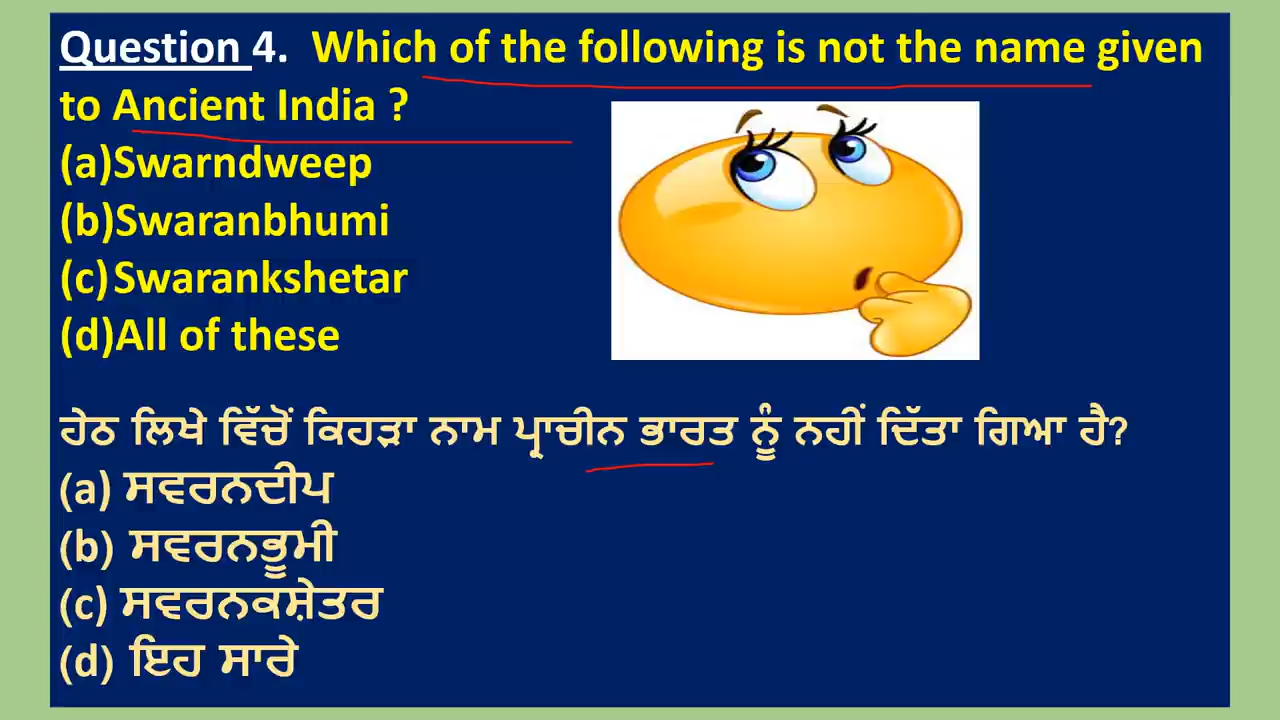 Question 4. Which of the following is not the name given
to Ancient India ?
(a)Swarndweep
(b)Swaranbhumi
(c)Swarankshetar
(d)All of these
ਹੇਠ ਲਿਖੇ ਵਿੱਚੋਂ ਕਿਹੜਾ ਨਾਮ ਪ੍ਰਾਚੀਨ ਭਾਰਤ ਨੂੰ ਨਹੀਂ ਦਿੱਤਾ ਗਿਆ ਹੈ?
(a) ਸਵਰਨਦੀਪ
(b) ਸਵਰਨਭੂਮੀ
(c) ਸਵਰਨਕਸ਼ੇਤਰ
(d) ਇਹ ਸਾਰੇ